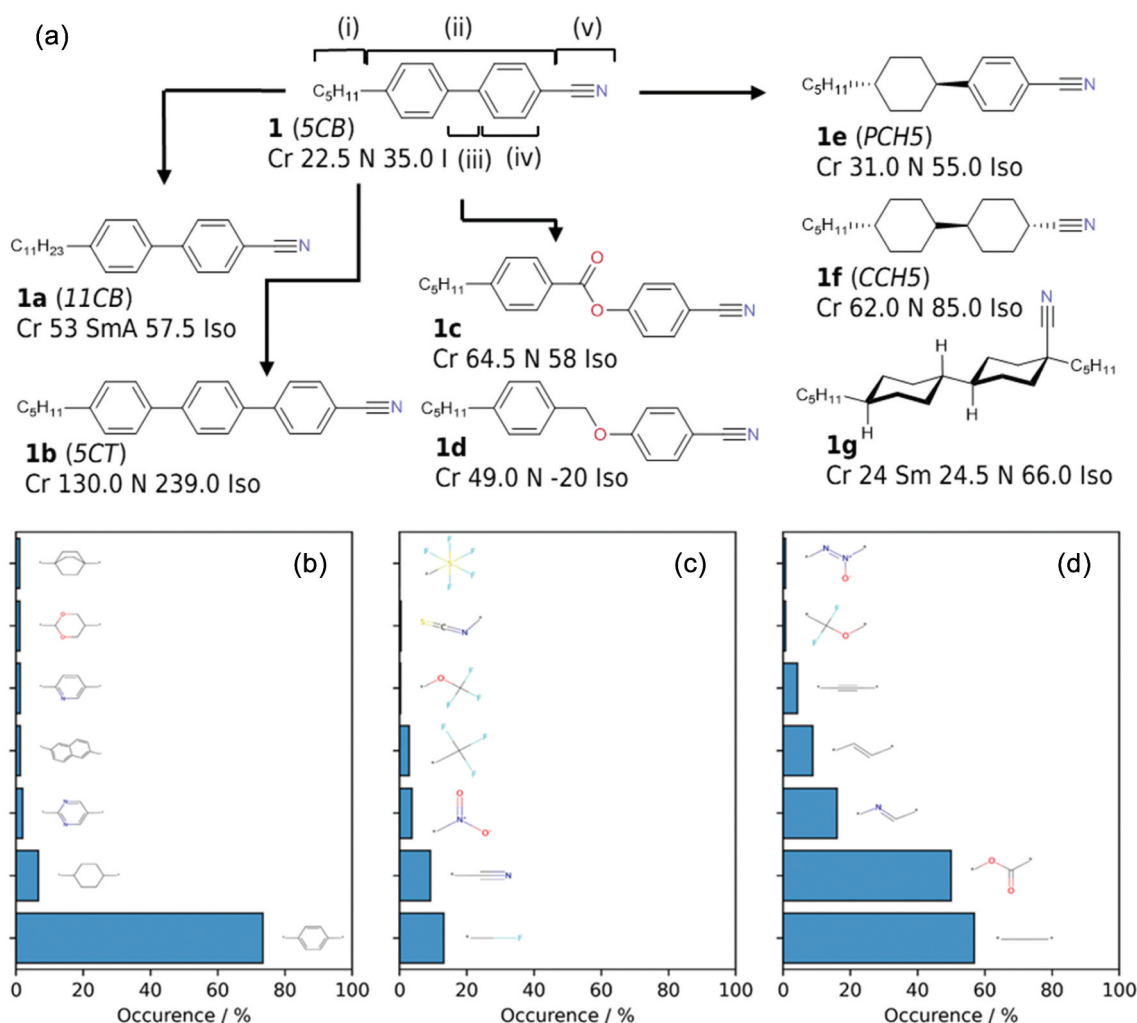 (a)
(i)
(ii)
(v)
C5H11
N
1 (5CB)
(iii)
(iv)
Cr 22.5 N 35.0 I
C5H11
N
1e (PCH5)
Cr 31.0 N 55.0 Iso
C11H23
N
1a (11CB)
Cr 53 SmA 57.5 Iso
C5H11
O
O
N
1c
Cr 64.5 N 58 Iso
C5H11
N
1f (CCH5)
Cr 62.0 N 85.0 Iso
C5H11
N
1b (5CT)
Cr 130.0 N 239.0 Iso
C5H11
O
N
1d
Cr 49.0 N -20 Iso
N
H
C5H11
C5H11
H
H
1g
Cr 24 Sm 24.5 N 66.0 Iso
(b)
O
O
N
N
N
0 20 40 60 80 100
Occurence / %
(c)
F
F
F
S
F
F
S
C
N
O
F
F
F
F
F
F
O
N+
O-
N
F
0 20 40 60 80 100
Occurence / %
(d)
N
N+
O-
F
F
O
N
O
O
0 20 40 60 80 100
Occurence / %